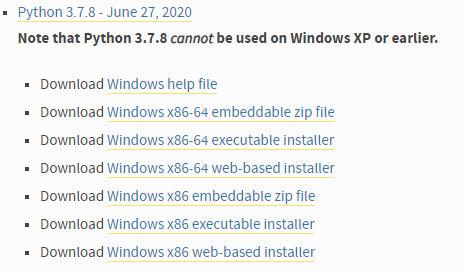 Python 3.7.8 - June 27, 2020
Note that Python 3.7.8 cannot be used on Windows XP or earlier.
Download Windows help file
Download Windows x86-64 embeddable zip file
Download Windows x86-64 executable installer
Download Windows x86-64 web-based installer
Download Windows x86 embeddable zip file
Download Windows x86 executable installer
Download Windows x86 web-based installer